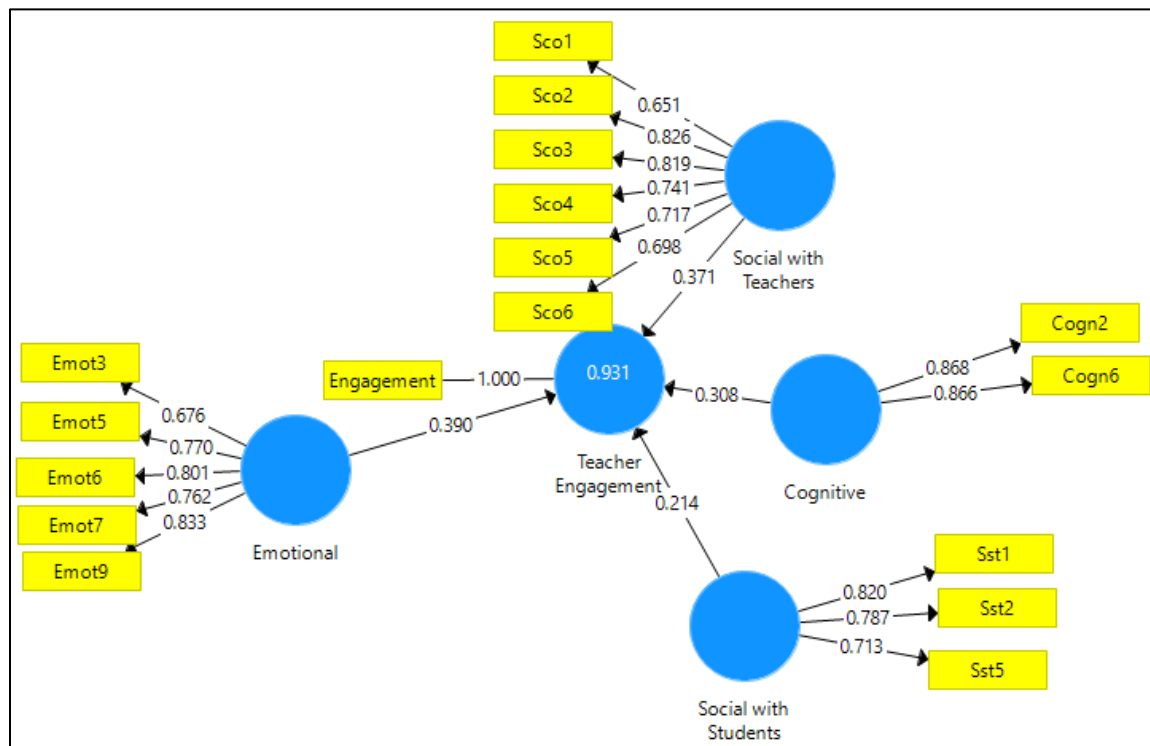 Sco1
Sco2
Sco3
Sco4
Sco5
Sco6
0.651
0.826
0.819
0.741
0.717
0.698
0.371
Social with
Teachers
Cogn2
Cogn6
0.868
0.866
0.308
Cognitive
Engagement
1.000
0.931
Teacher
Engagement
Emot3
Emot5
Emot6
Emot7
Emot9
0.676
0.770
0.801
0.762
0.833
0.390
Emotional
0.214
Sst1
Sst2
Sst5
0.820
0.787
0.713
Social with
Students